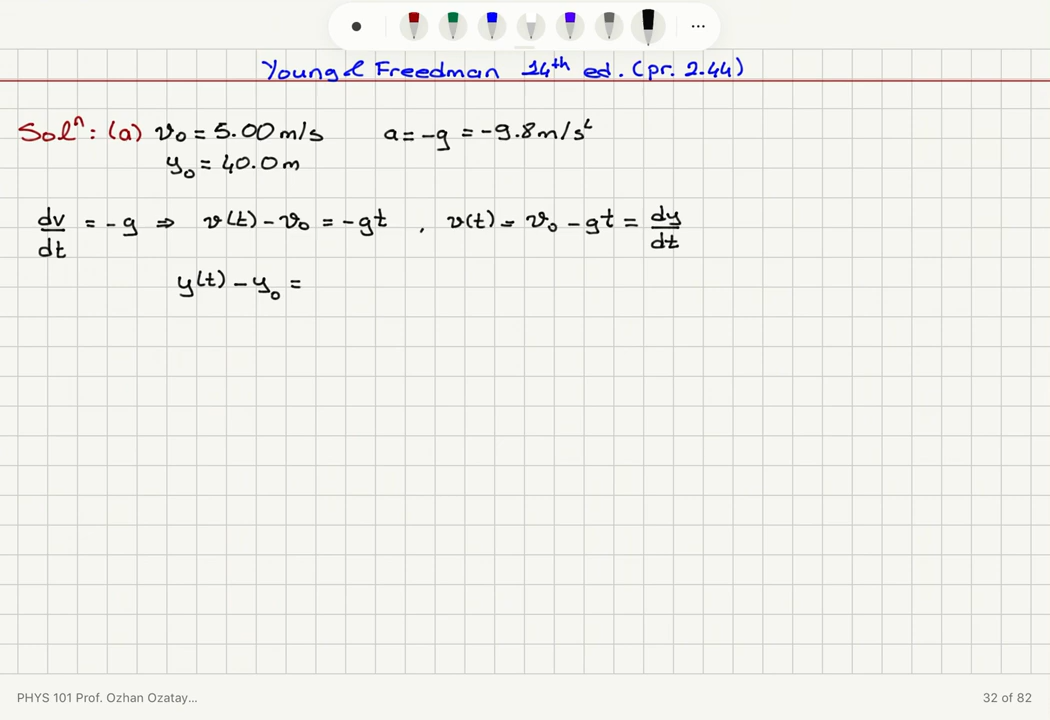 Young & Freedman 14th ed. (pr. 2.44)
Solⁿ: (a) v₀ = 5.00 m/s a = -g = -9.8 m/s²
y₀ = 40.0 m
dv/dt = -g ⇒ v(t) - v₀ = -gt , v(t) = v₀ - gt = dy/dt
y(t) - y₀ =
PHYS 101 Prof. Ozhan Ozatay...
32 of 82